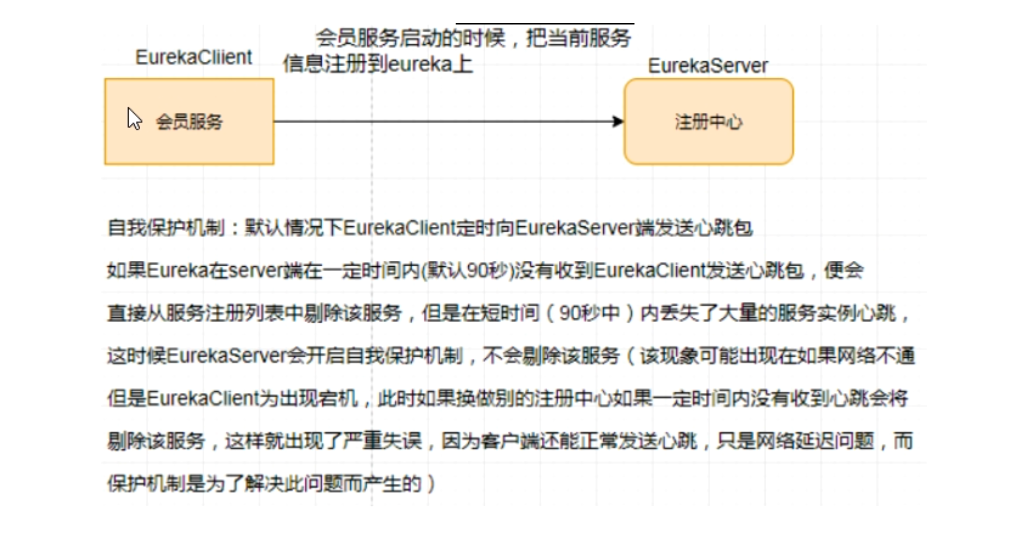 会员服务启动的时候，把当前服务
信息注册到eureka上
EurekaCliient
EurekaServer
会员服务
注册中心
自我保护机制：默认情况下EurekaClient定时向EurekaServer端发送心跳包
如果Eureka在server端在一定时间内(默认90秒)没有收到EurekaClient发送心跳包，便会
直接从服务注册列表中剔除该服务，但是在短时间（90秒中）内丢失了大量的服务实例心跳，
这时候EurekaServer会开启自我保护机制，不会剔除该服务（该现象可能出现在如果网络不通
但是EurekaClient为出现宕机，此时如果换做别的注册中心如果一定时间内没有收到心跳会将
剔除该服务，这样就出现了严重失误，因为客户端还能正常发送心跳，只是网络延迟问题，而
保护机制是为了解决此问题而产生的）